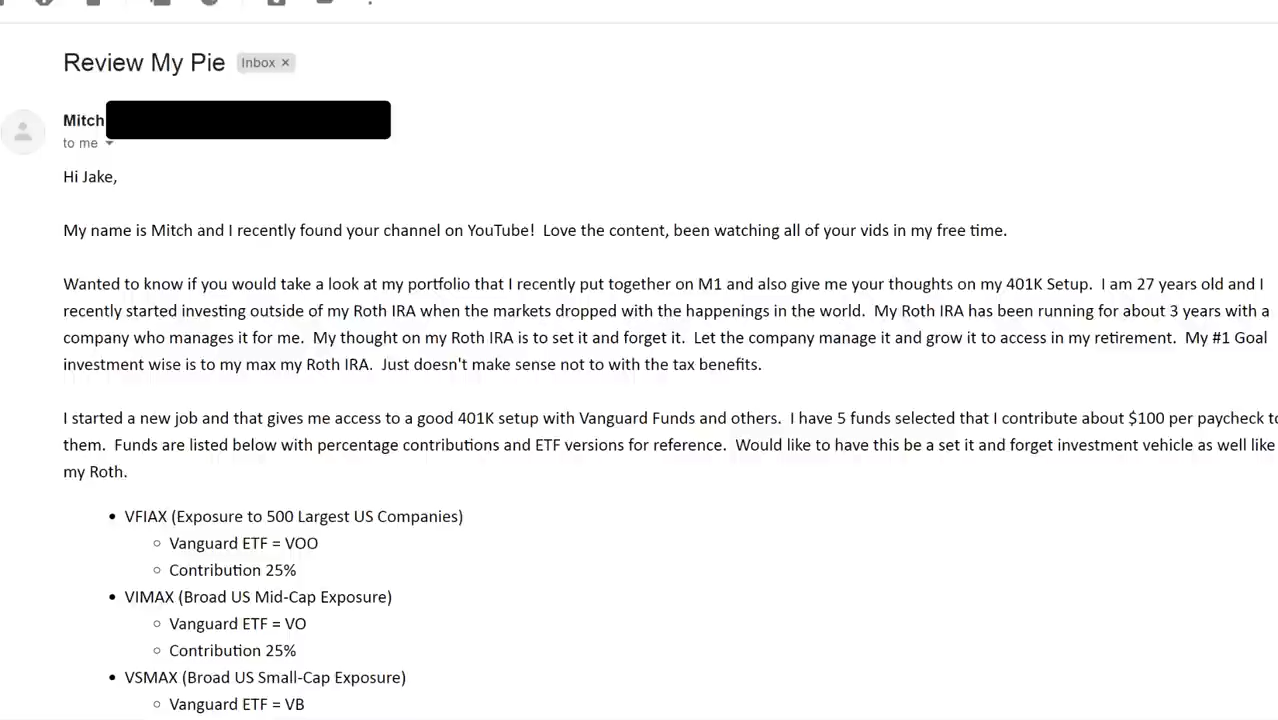 Review My Pie Inbox ×
Mitch
to me
Hi Jake,
My name is Mitch and I recently found your channel on YouTube!  Love the content, been watching all of your vids in my free time.
Wanted to know if you would take a look at my portfolio that I recently put together on M1 and also give me your thoughts on my 401K Setup.  I am 27 years old and I
recently started investing outside of my Roth IRA when the markets dropped with the happenings in the world.  My Roth IRA has been running for about 3 years with a
company who manages it for me.  My thought on my Roth IRA is to set it and forget it.  Let the company manage it and grow it to access in my retirement.  My #1 Goal
investment wise is to my max my Roth IRA.  Just doesn't make sense not to with the tax benefits.
I started a new job and that gives me access to a good 401K setup with Vanguard Funds and others.  I have 5 funds selected that I contribute about $100 per paycheck to
them.  Funds are listed below with percentage contributions and ETF versions for reference.  Would like to have this be a set it and forget investment vehicle as well like
my Roth.
• VFIAX (Exposure to 500 Largest US Companies)
○ Vanguard ETF = VOO
○ Contribution 25%
• VIMAX (Broad US Mid-Cap Exposure)
○ Vanguard ETF = VO
○ Contribution 25%
• VSMAX (Broad US Small-Cap Exposure)
○ Vanguard ETF = VB